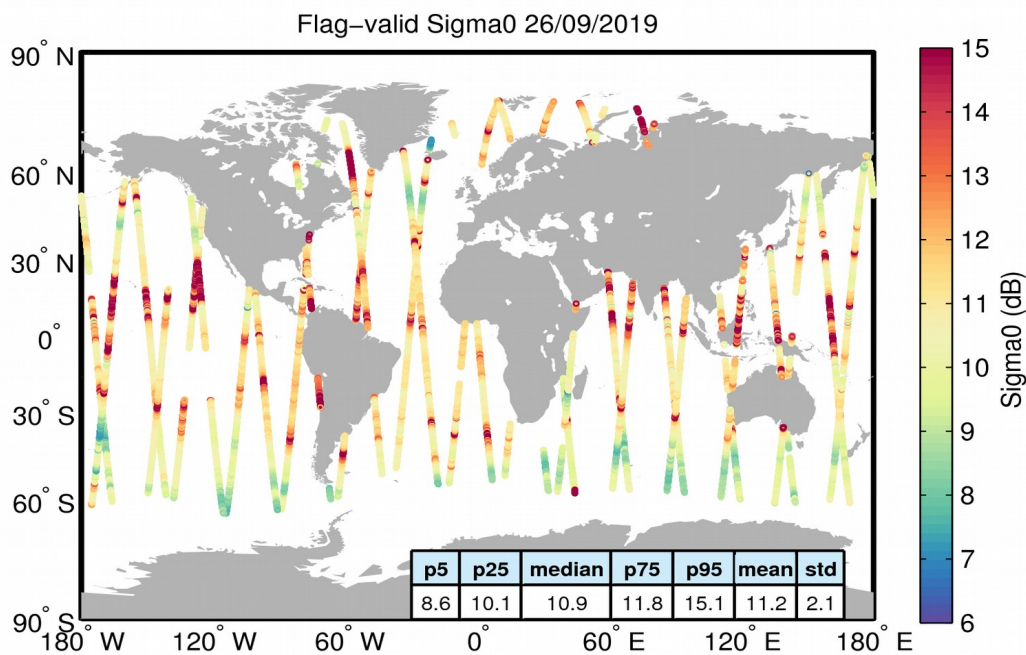 Flag−valid Sigma0 26/09/2019
90° N
60° N
30° N
0°
30° S
60° S
90° S
180° W
120° W
60° W
0°
60° E
120° E
180° E
p5 p25 median p75 p95 mean std
8.6 10.1 10.9 11.8 15.1 11.2 2.1
15
14
13
12
11
10
9
8
7
6
Sigma0 (dB)